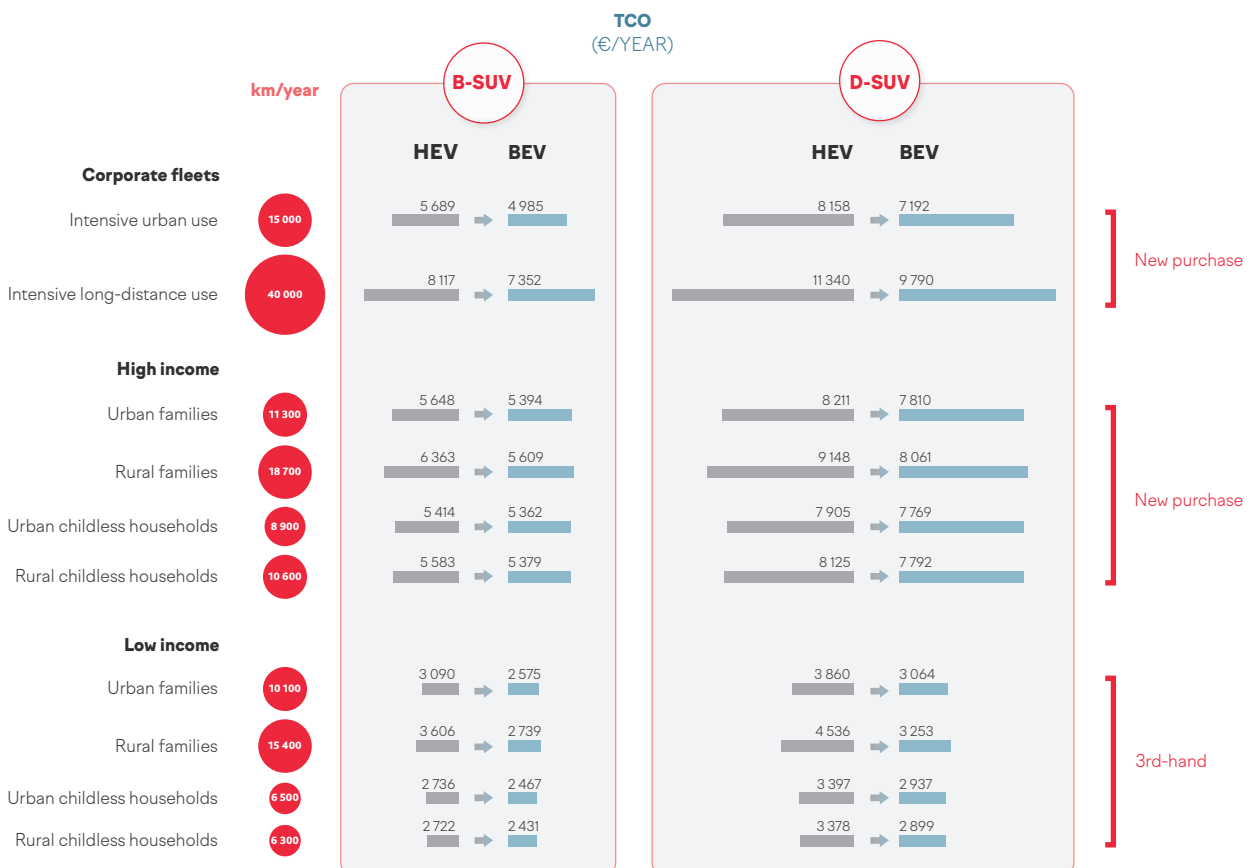 TCO
(€/YEAR)
km/year
B-SUV
D-SUV
HEV BEV
HEV BEV
Corporate fleets
Intensive urban use 15 000 5 689 4 985 8 158 7 192
Intensive long-distance use 40 000 8 117 7 352 11 340 9 790
New purchase
High income
Urban families 11 300 5 648 5 394 8 211 7 810
Rural families 18 700 6 363 5 609 9 148 8 061
New purchase
Urban childless households 8 900 5 414 5 362 7 905 7 769
Rural childless households 10 600 5 583 5 379 8 125 7 792
Low income
Urban families 10 100 3 090 2 575 3 860 3 064
Rural families 15 400 3 606 2 739 4 536 3 253
3rd-hand
Urban childless households 6 500 2 736 2 467 3 397 2 937
Rural childless households 6 300 2 722 2 431 3 378 2 899